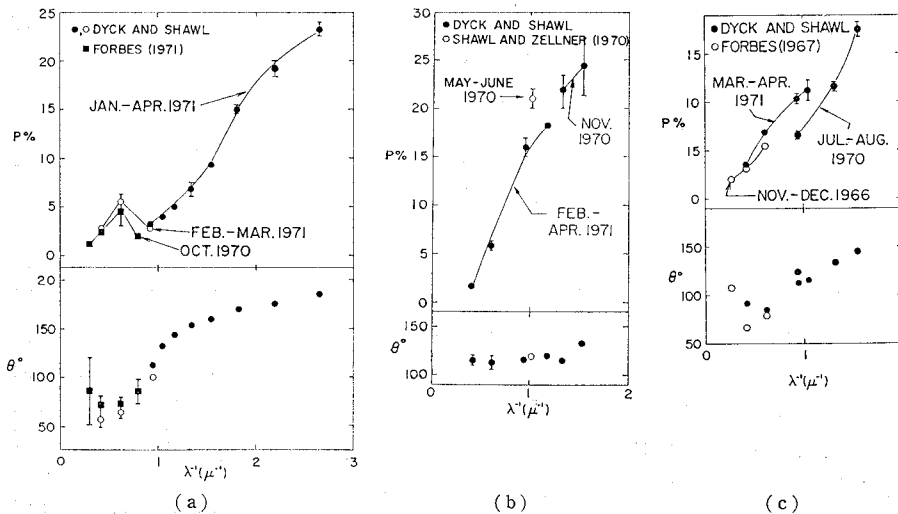 ●,○ DYCK AND SHAWL
■ FORBES (1971)
25
20
15
10
5
0
P%
JAN.-APR.1971
FEB.-MAR. 1971
OCT. 1970
20
150
100
50
θ°
0
1
2
3
λ⁻¹(μ⁻¹)
(a)
● DYCK AND SHAWL
○ SHAWL AND ZELLNER (1970)
30
25
20
15
10
5
0
P%
MAY-JUNE
1970
NOV.
1970
FEB.-
APR. 1971
150
100
θ°
0
1
2
λ⁻¹(μ⁻¹)
(b)
● DYCK AND SHAWL
○ FORBES (1967)
15
10
5
0
P%
MAR.-APR.
1971
JUL.-AUG.
1970
NOV.-DEC. 1966
150
100
50
θ°
1
λ⁻¹(μ⁻¹)
(c)